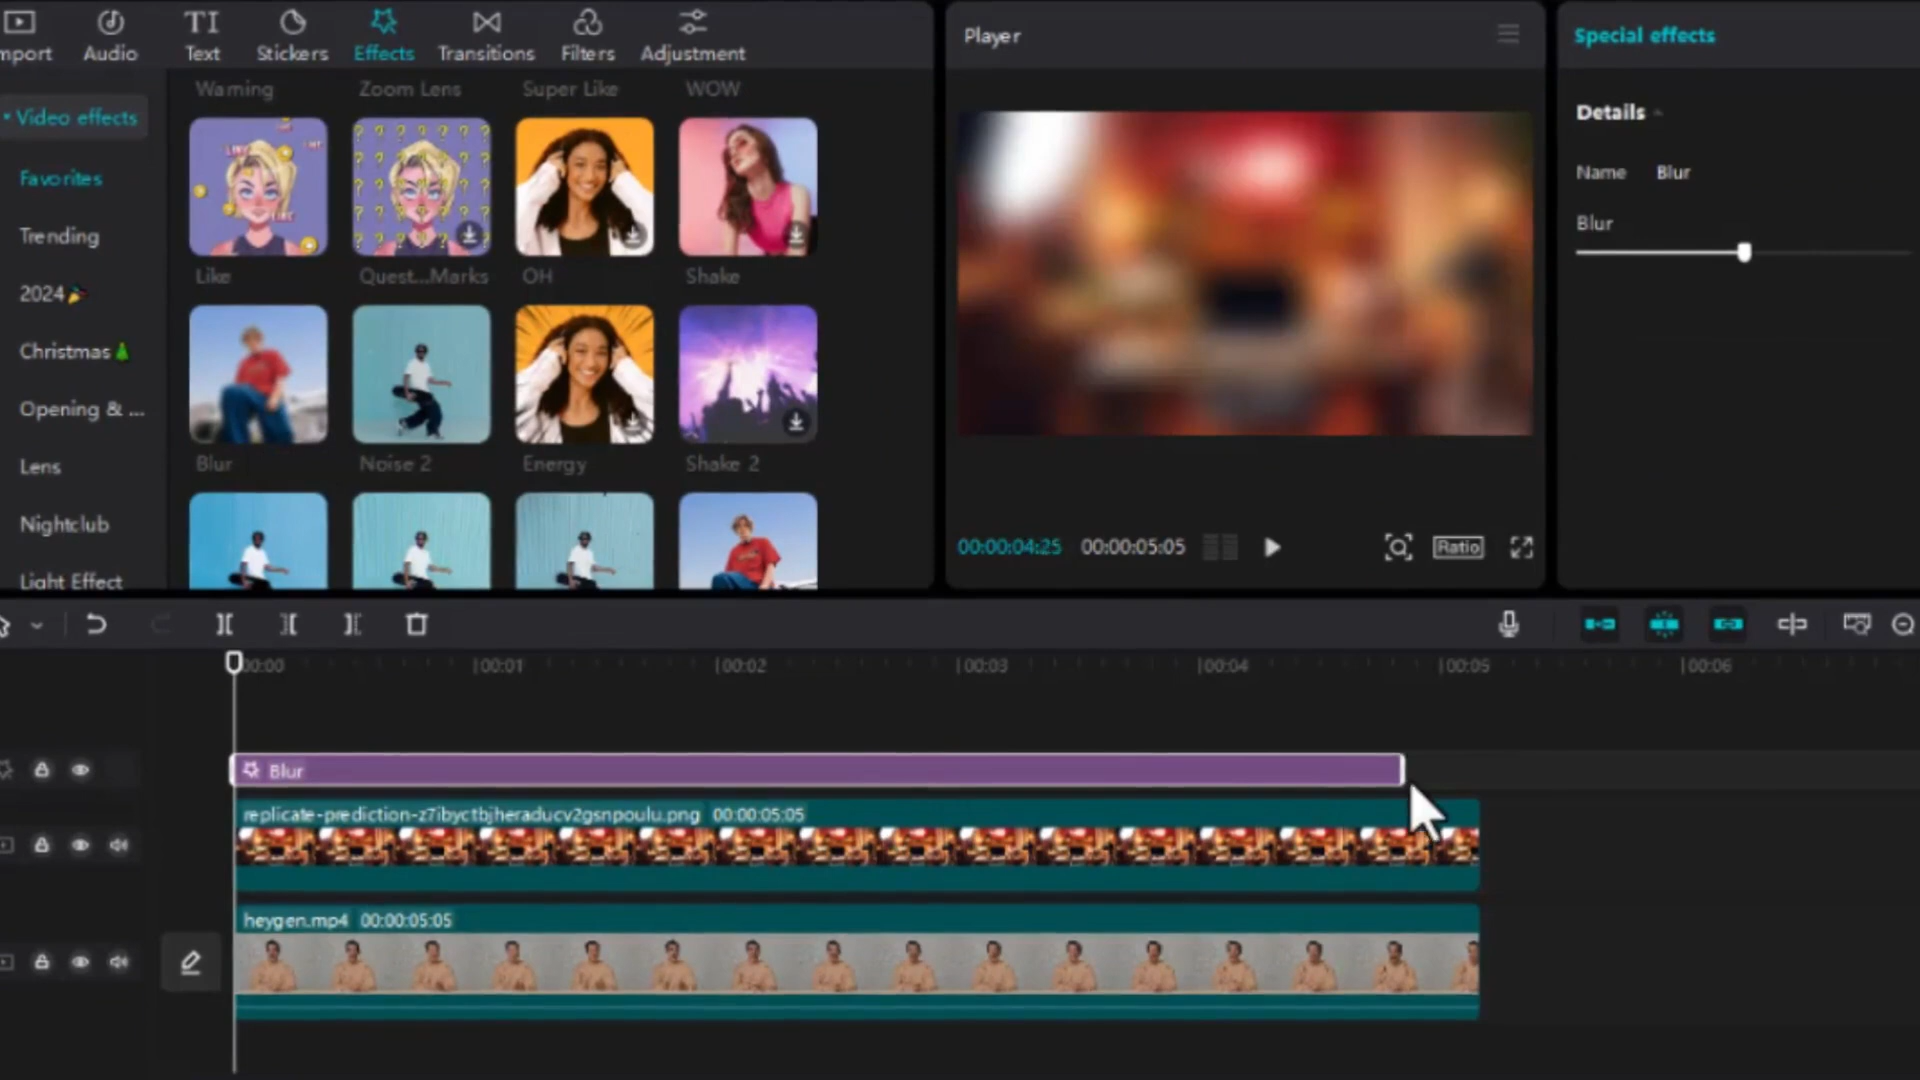 mport
Audio
TI
Text
Stickers
Effects
Transitions
Filters
Adjustment
Video effects
Favorites
Trending
2024🎉
Christmas🎄
Opening & ...
Lens
Nightclub
Light Effect
Warning
Zoom Lens
Super Like
WOW
LIKE
LIKE
Like
Quest...Marks
OH
Shake
Blur
Noise 2
Energy
Shake 2
Player
00:00:04:25 00:00:05:05
Ratio
Special effects
Details
Name Blur
Blur
00:00
00:01
00:02
00:03
00:04
00:05
00:06
Blur
replicate-prediction-z7ibyctbjheraducv2gsnpoulu.png 00:00:05:05
heygen.mp4 00:00:05:05